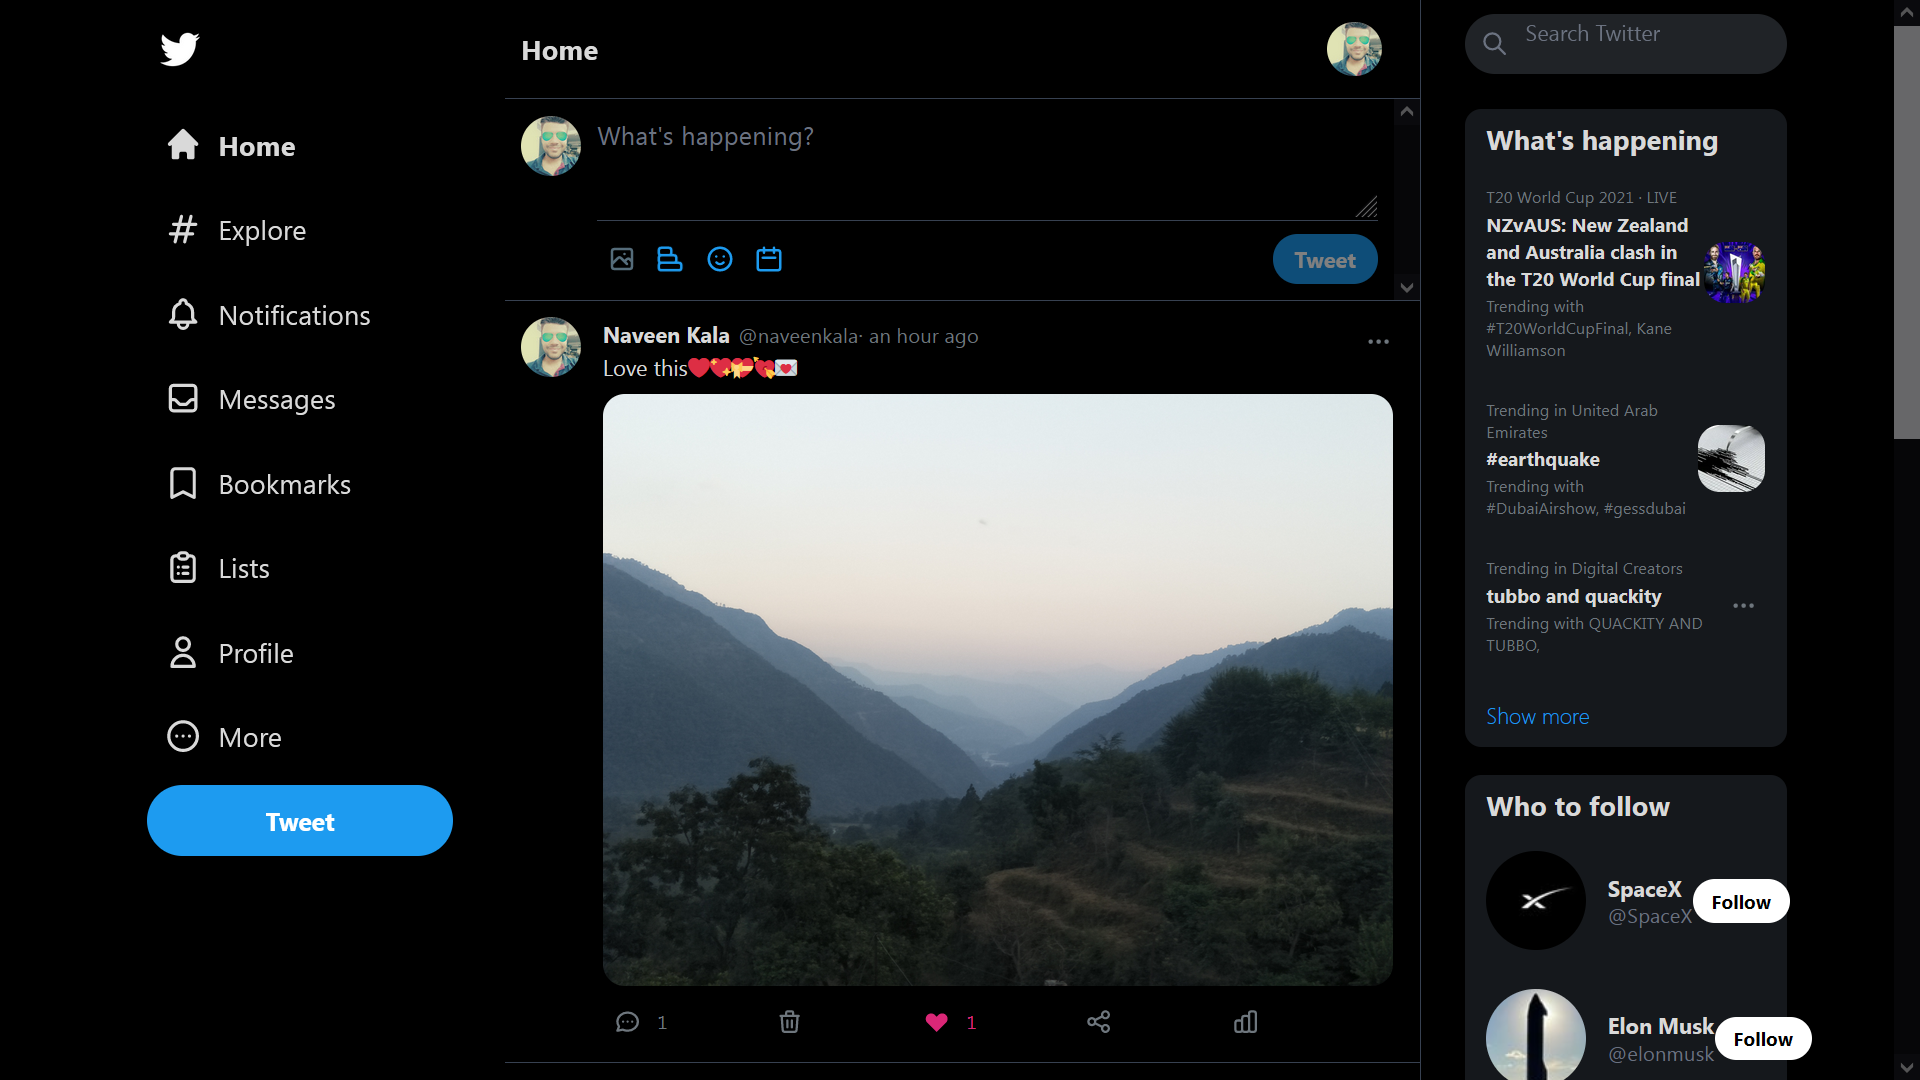 Home
Explore
Notifications
Messages
Bookmarks
Lists
Profile
More
Tweet
Home
What's happening?
Tweet
Naveen Kala @naveenkala· an hour ago
Love this❤️💖💝💘💌
1
1
Search Twitter
What's happening
T20 World Cup 2021 · LIVE
NZvAUS: New Zealand
and Australia clash in
the T20 World Cup final
Trending with
#T20WorldCupFinal, Kane
Williamson
Trending in United Arab
Emirates
#earthquake
Trending with
#DubaiAirshow, #gessdubai
Trending in Digital Creators
tubbo and quackity
Trending with QUACKITY AND
TUBBO,
Show more
Who to follow
SpaceX
@SpaceX
Follow
Elon Musk
@elonmusk
Follow